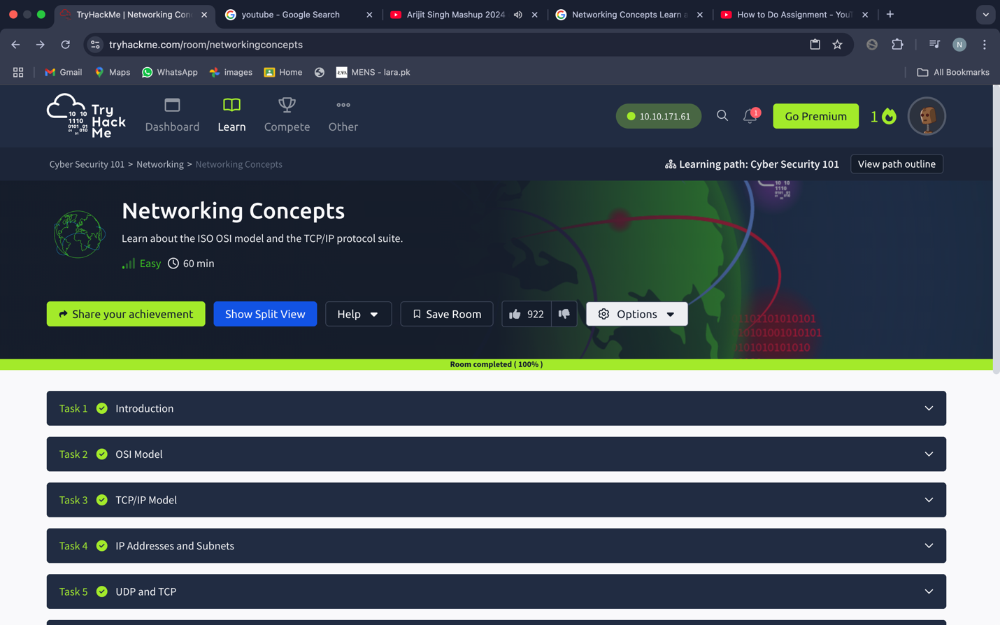 TryHackMe | Networking Con
youtube - Google Search
Arijit Singh Mashup 2024
Networking Concepts Learn a
How to Do Assignment - YouT
tryhackme.com/room/networkingconcepts
N
Gmail
Maps
WhatsApp
images
Home
MENS - lara.pk
All Bookmarks
Try
Hack
Me
Dashboard
Learn
Compete
Other
10.10.171.61
1
Go Premium
1
Cyber Security 101 > Networking > Networking Concepts
Learning path: Cyber Security 101
View path outline
Networking Concepts
Learn about the ISO OSI model and the TCP/IP protocol suite.
Easy
60 min
Share your achievement
Show Split View
Help
Save Room
922
Options
1101101010101
10101001010101
101010101010
Room completed ( 100% )
Task 1
Introduction
Task 2
OSI Model
Task 3
TCP/IP Model
Task 4
IP Addresses and Subnets
Task 5
UDP and TCP